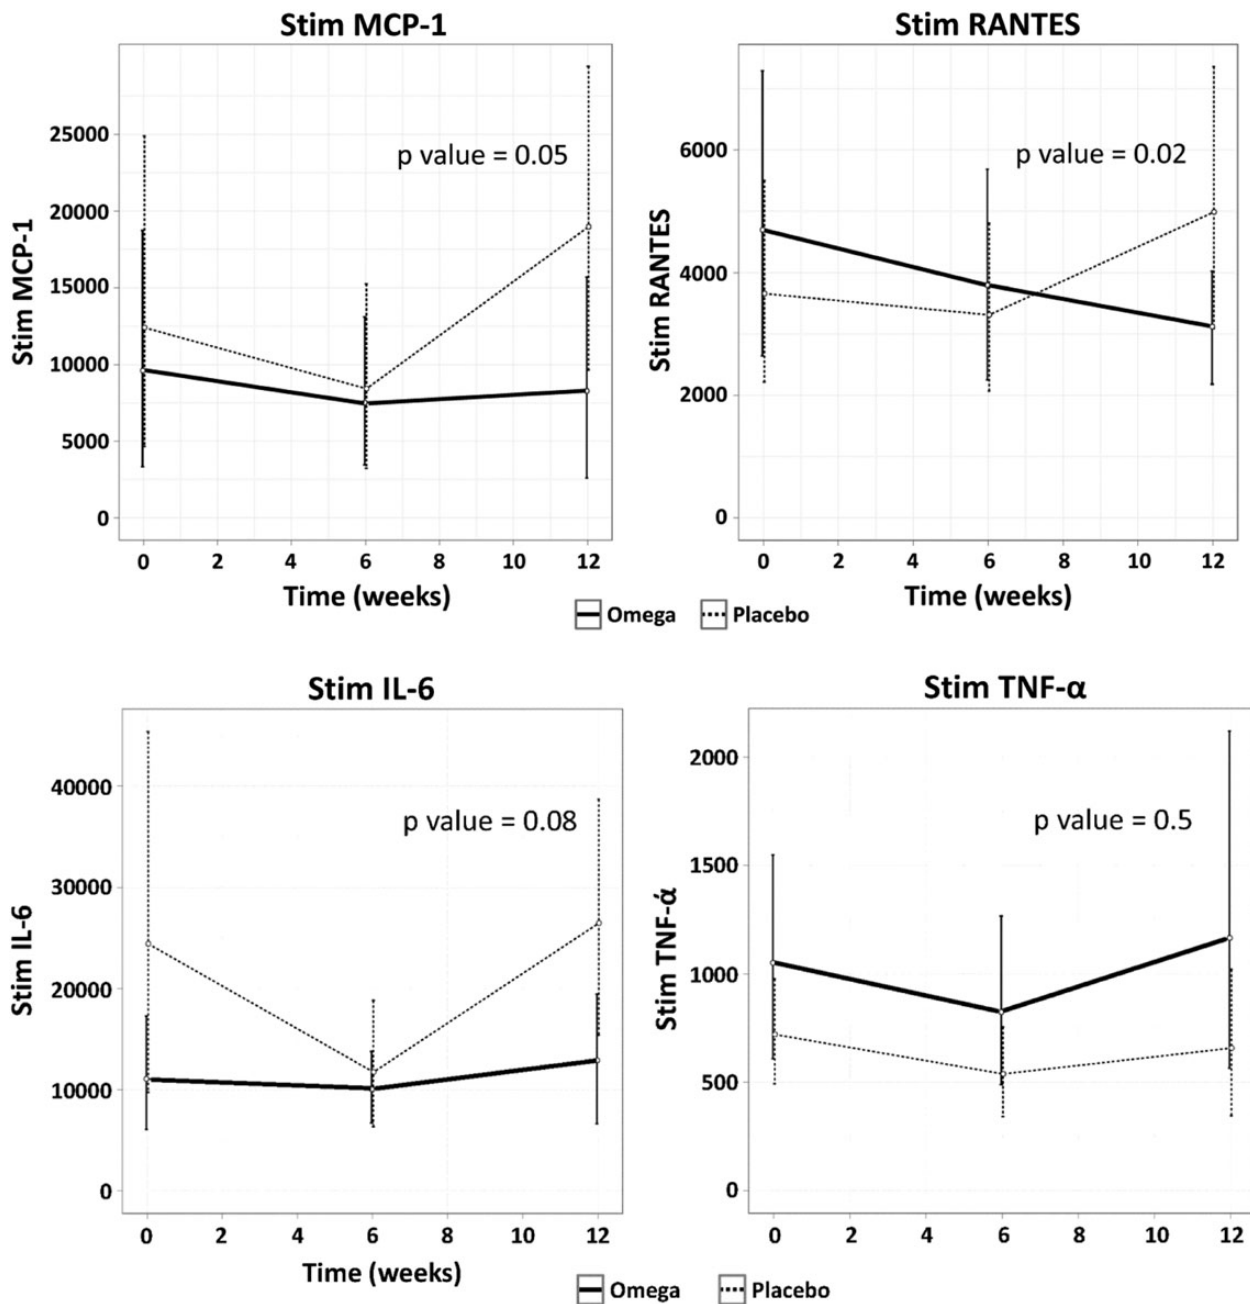 Stim MCP-1
Stim MCP-1
25000
20000
15000
10000
5000
0
p value = 0.05
0 2 4 6 8 10 12
Time (weeks)
Stim RANTES
Stim RANTES
6000
4000
2000
0
p value = 0.02
0 2 4 6 8 10 12
Time (weeks)
Omega Placebo
Stim IL-6
Stim IL-6
40000
30000
20000
10000
0
p value = 0.08
0 2 4 6 8 10 12
Time (weeks)
Stim TNF-α
Stim TNF-ά
2000
1500
1000
500
0
p value = 0.5
0 2 4 6 8 10 12
Omega Placebo